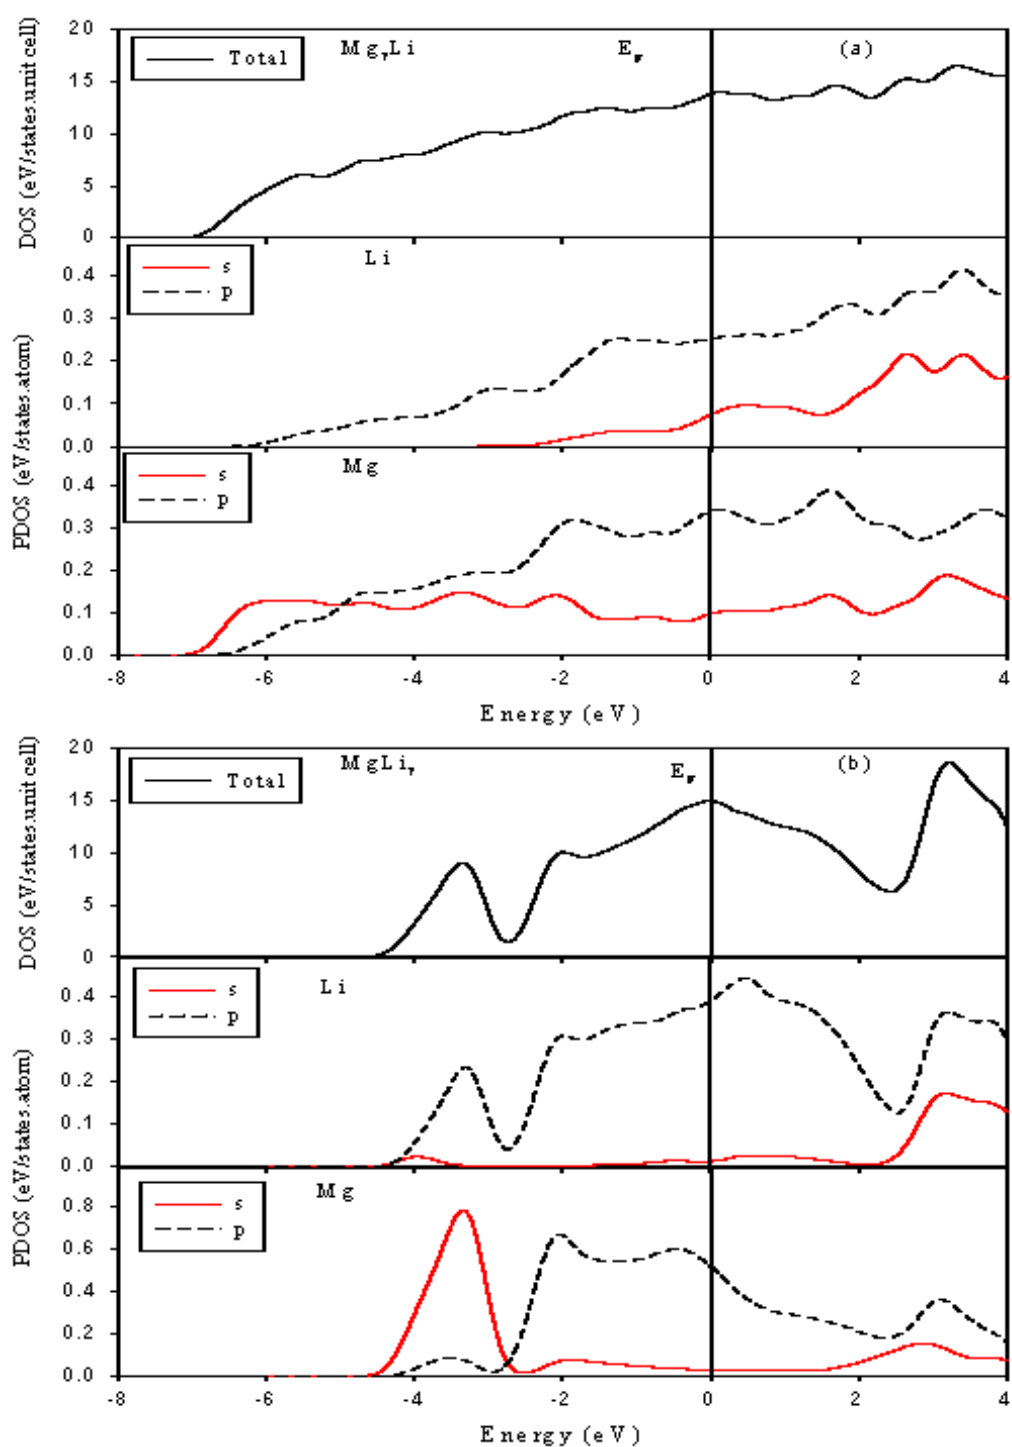 20
Mg₇Li
E_F
(a)
Total
15
10
5
0
DOS (eV/states.unit cell)
s
p
Li
0.4
0.3
0.2
0.1
0.0
s
p
Mg
0.4
0.3
0.2
0.1
0.0
PDOS (eV/states.atom)
-8 -6 -4 -2 0 2 4
Energy (eV)
20
MgLi₇
E_F
(b)
Total
15
10
5
0
DOS (eV/states.unit cell)
s
p
Li
0.4
0.3
0.2
0.1
0.0
s
p
Mg
0.8
0.6
0.4
0.2
0.0
PDOS (eV/states.atom)
-8 -6 -4 -2 0 2 4
Energy (eV)